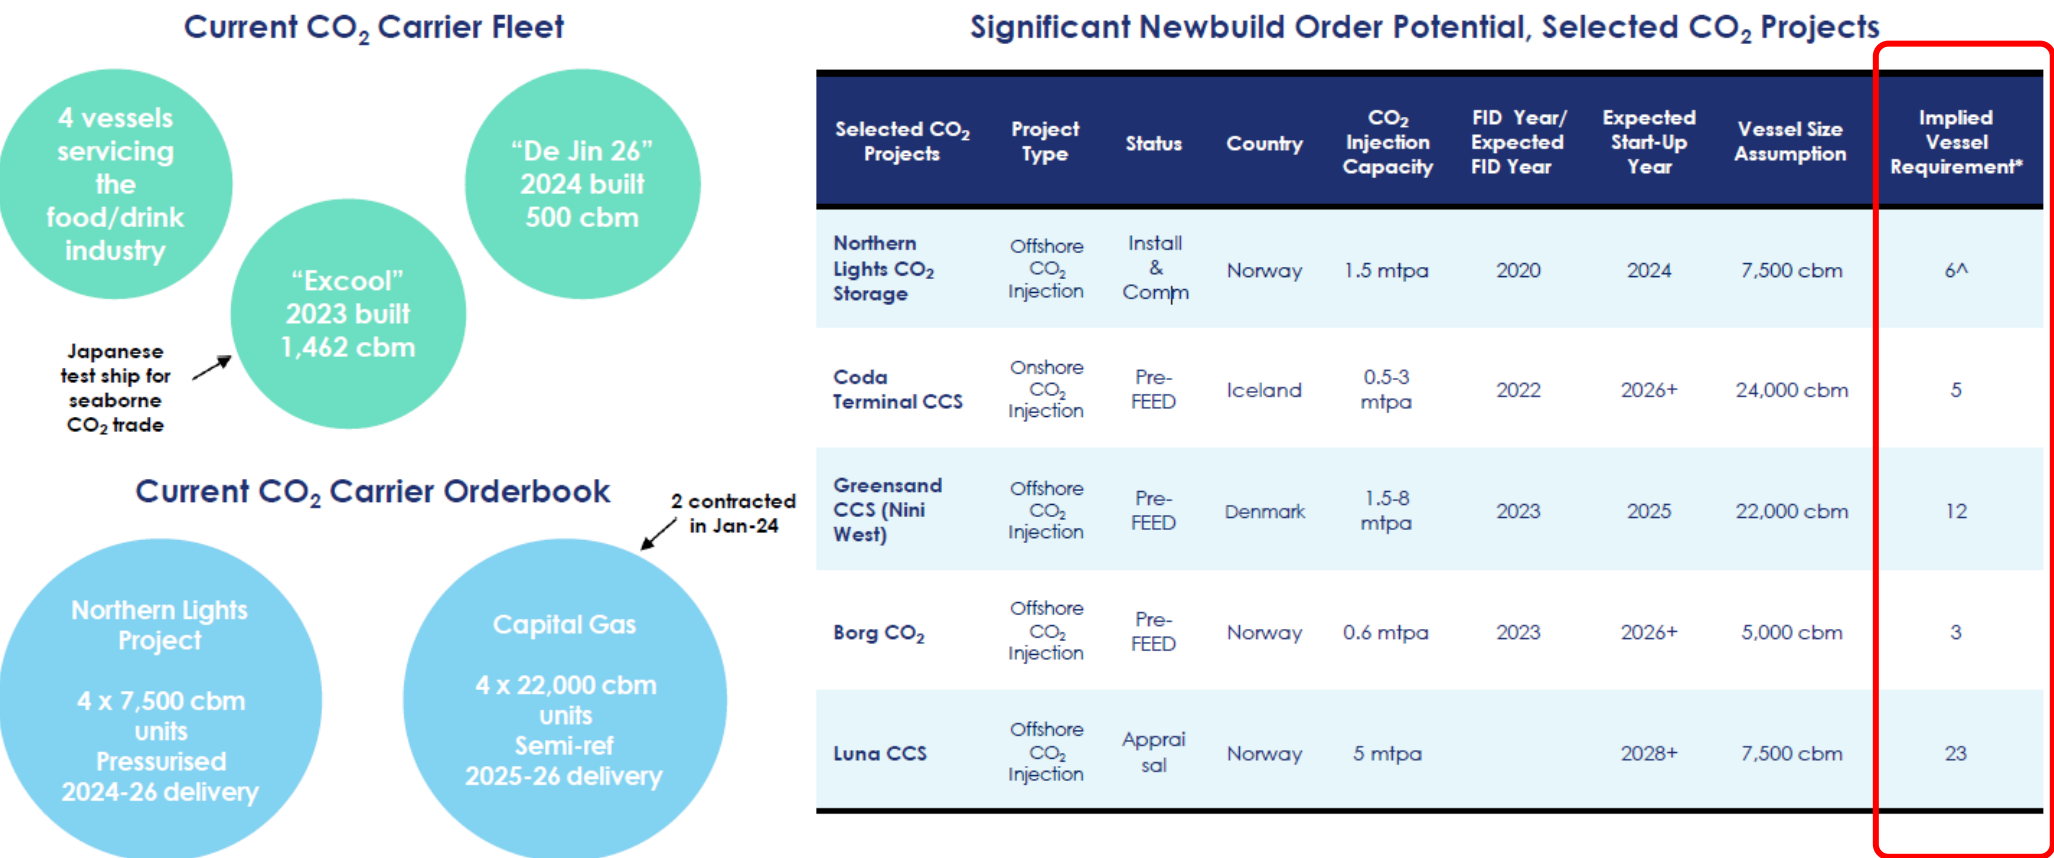 Current CO₂ Carrier Fleet
4 vessels
servicing
the
food/drink
industry
“Excool”
2023 built
1,462 cbm
“De Jin 26”
2024 built
500 cbm
Japanese
test ship for
seaborne
CO₂ trade
Current CO₂ Carrier Orderbook
2 contracted
in Jan-24
Northern Lights
Project
4 x 7,500 cbm
units
Pressurised
2024-26 delivery
Capital Gas
4 x 22,000 cbm
units
Semi-ref
2025-26 delivery
Significant Newbuild Order Potential, Selected CO₂ Projects
Selected CO₂
Projects
Project
Type
Status
Country
CO₂
Injection
Capacity
FID Year/
Expected
FID Year
Expected
Start-Up
Year
Vessel Size
Assumption
Implied
Vessel
Requirement*
Northern
Lights CO₂
Storage
Offshore
CO₂
Injection
Install
&
Comm
Norway
1.5 mtpa
2020
2024
7,500 cbm
6^
Coda
Terminal CCS
Onshore
CO₂
Injection
Pre-
FEED
Iceland
0.5-3
mtpa
2022
2026+
24,000 cbm
5
Greensand
CCS (Nini
West)
Offshore
CO₂
Injection
Pre-
FEED
Denmark
1.5-8
mtpa
2023
2025
22,000 cbm
12
Borg CO₂
Offshore
CO₂
Injection
Pre-
FEED
Norway
0.6 mtpa
2023
2026+
5,000 cbm
3
Luna CCS
Offshore
CO₂
Injection
Apprai
sal
Norway
5 mtpa
2028+
7,500 cbm
23